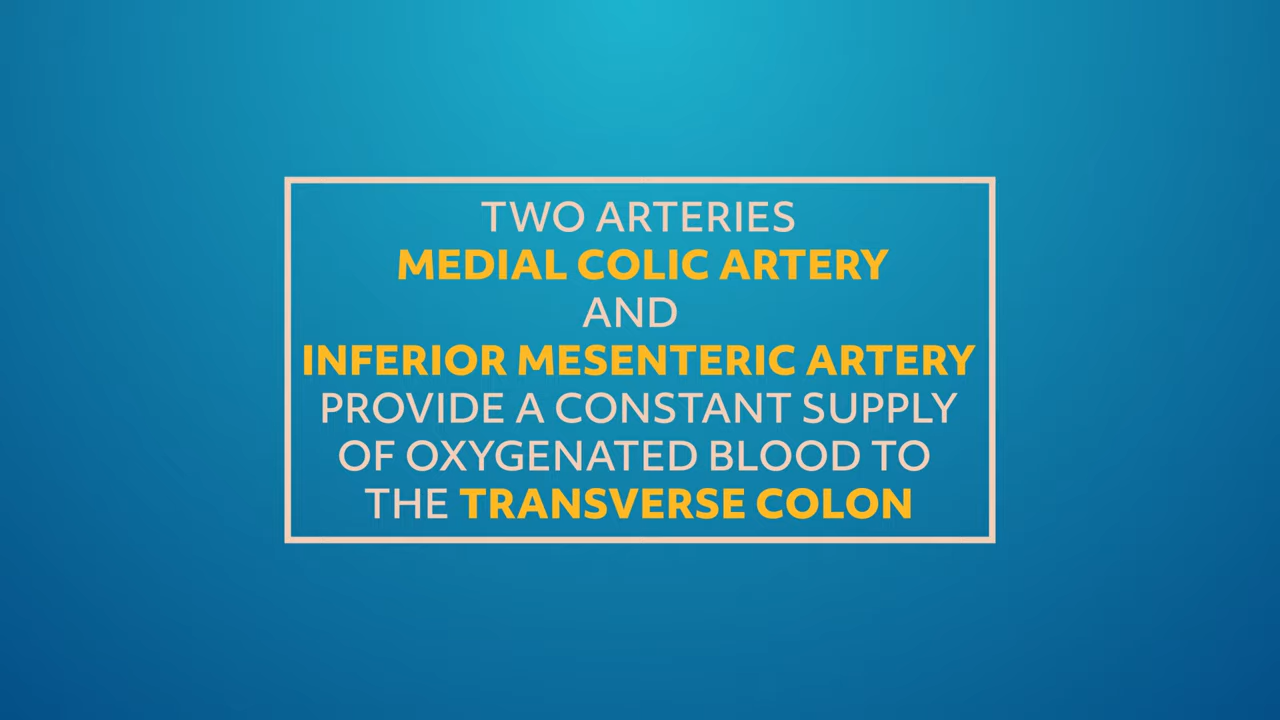 TWO ARTERIES
MEDIAL COLIC ARTERY
AND
INFERIOR MESENTERIC ARTERY
PROVIDE A CONSTANT SUPPLY
OF OXYGENATED BLOOD TO
THE TRANSVERSE COLON